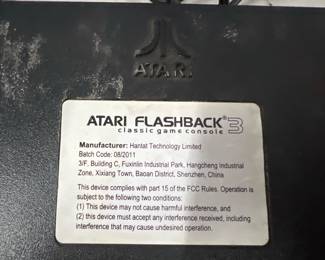 ATARI
ATARI FLASHBACK® 3
classic game console
Manufacturer: Hantat Technology Limited
Batch Code: 08/2011
3/F, Building C, Fuxinlin Industrial Park, Hangcheng Industrial
Zone, Xixiang Town, Baoan District, Shenzhen, China
This device complies with part 15 of the FCC Rules. Operation is
subject to the following two conditions:
(1) This device may not cause harmful interference, and
(2) this device must accept any interference received, including
interference that may cause undesired operation.